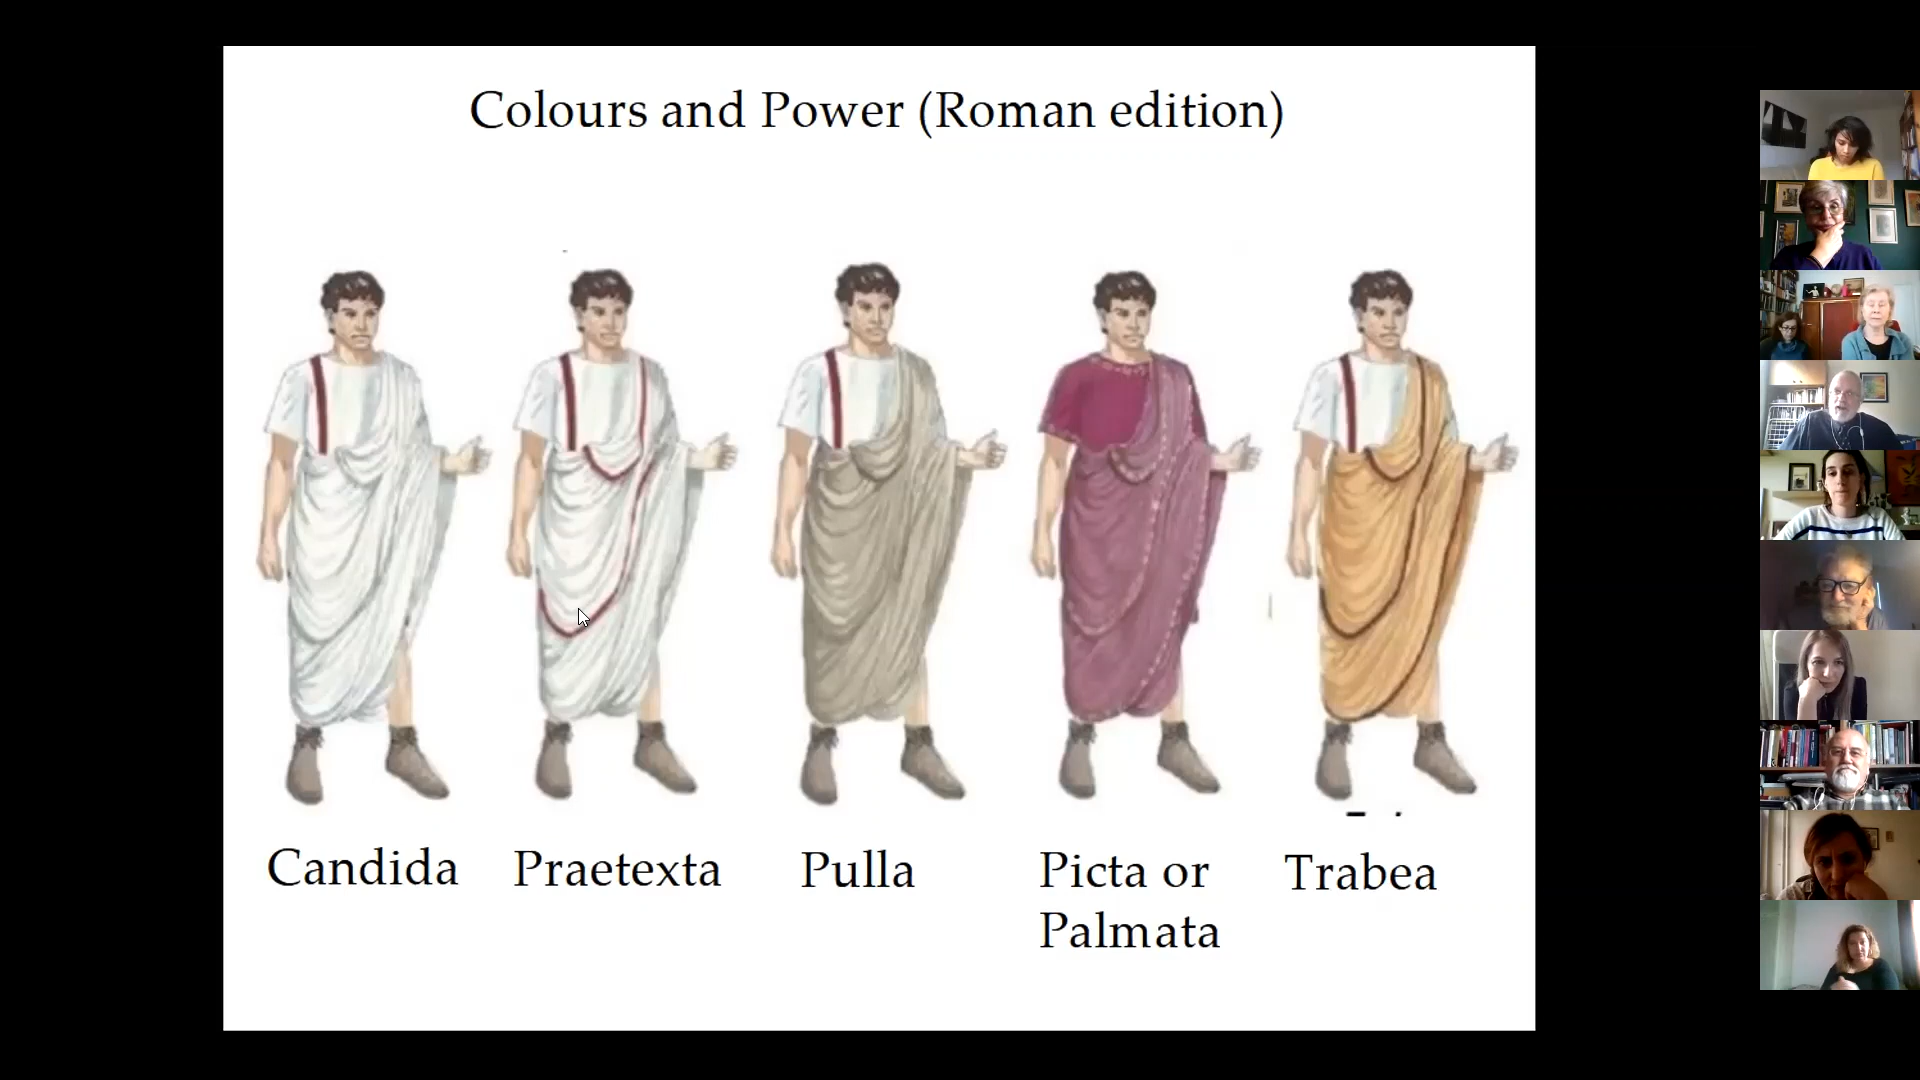 Colours and Power (Roman edition)
Candida
Praetexta
Pulla
Picta or
Palmata
Trabea